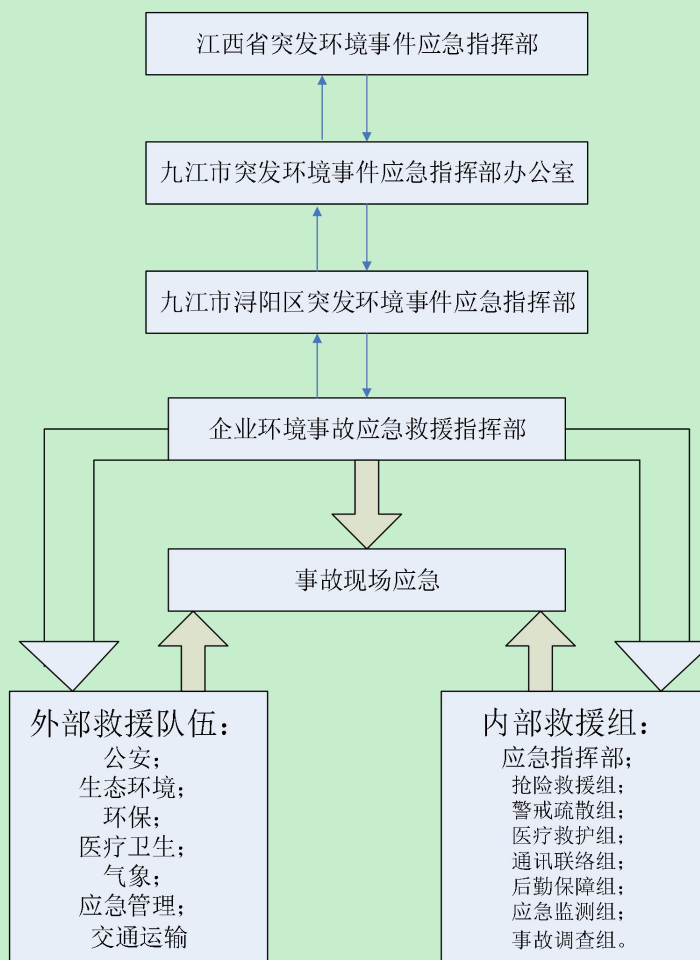 江西省突发环境事件应急指挥部
九江市突发环境事件应急指挥部办公室
九江市浔阳区突发环境事件应急指挥部
企业环境事故应急救援指挥部
事故现场应急
外部救援队伍：
公安；
生态环境；
环保；
医疗卫生；
气象；
应急管理；
交通运输
内部救援组：
应急指挥部；
抢险救援组；
警戒疏散组；
医疗救护组；
通讯联络组；
后勤保障组；
应急监测组；
事故调查组。